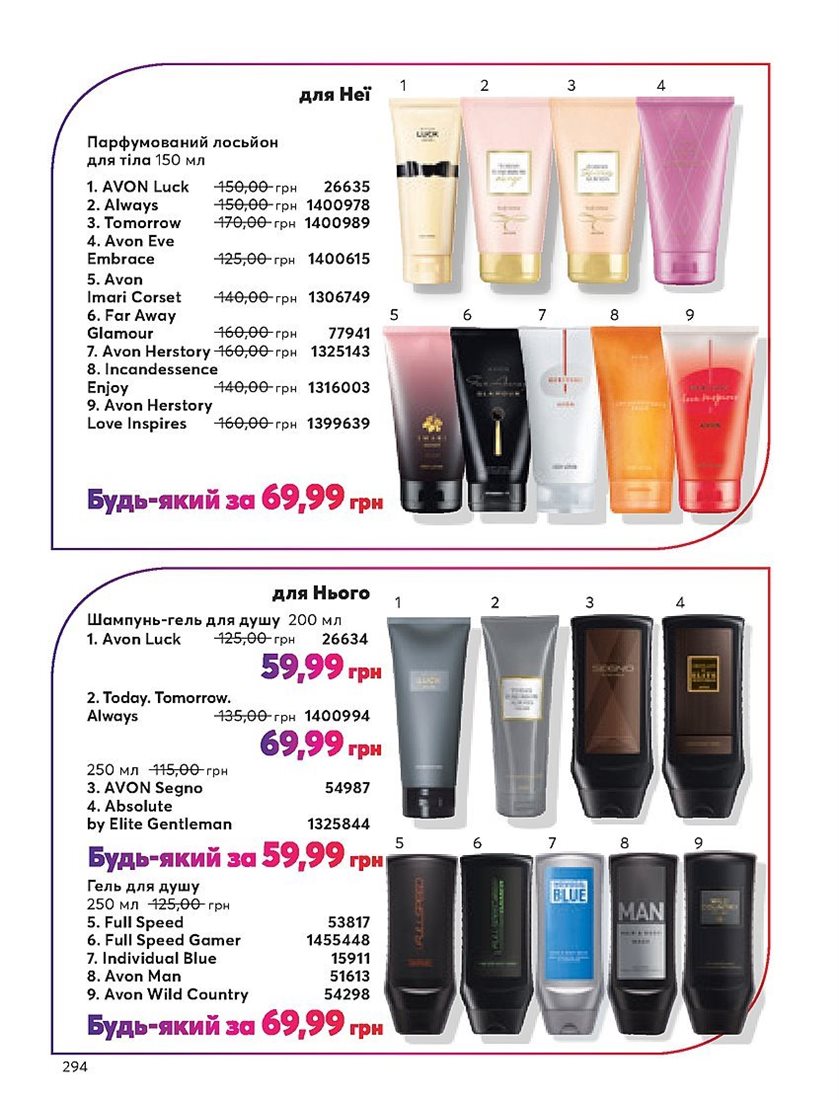 для Неї
Парфумований лосьйон
для тіла 150 мл
1. AVON Luck 150,00 грн 26635
2. Always 150,00 грн 1400978
3. Tomorrow 170,00 грн 1400989
4. Avon Eve
Embrace 125,00 грн 1400615
5. Avon
Imari Corset 140,00 грн 1306749
6. Far Away
Glamour 160,00 грн 77941
7. Avon Herstory 160,00 грн 1325143
8. Incandessence
Enjoy 140,00 грн 1316003
9. Avon Herstory
Love Inspires 160,00 грн 1399639
Будь-який за 69,99 грн
1 2 3 4
LUCK
5 6 7 8 9
IMARI
GLAMOUR
для Нього
Шампунь-гель для душу 200 мл
1. Avon Luck 125,00 грн 26634
59,99 грн
2. Today. Tomorrow.
Always 135,00 грн 1400994
69,99 грн
250 мл 115,00 грн
3. AVON Segno 54987
4. Absolute
by Elite Gentleman 1325844
Будь-який за 59,99 грн
Гель для душу
250 мл 125,00 грн
5. Full Speed 53817
6. Full Speed Gamer 1455448
7. Individual Blue 15911
8. Avon Man 51613
9. Avon Wild Country 54298
Будь-який за 69,99 грн
1 2 3 4
LUCK
SEGNO
ELITE
5 6 7 8 9
FULL SPEED
BLUE
MAN
HAIR & BODY
WASH
WILD
COUNTRY
294